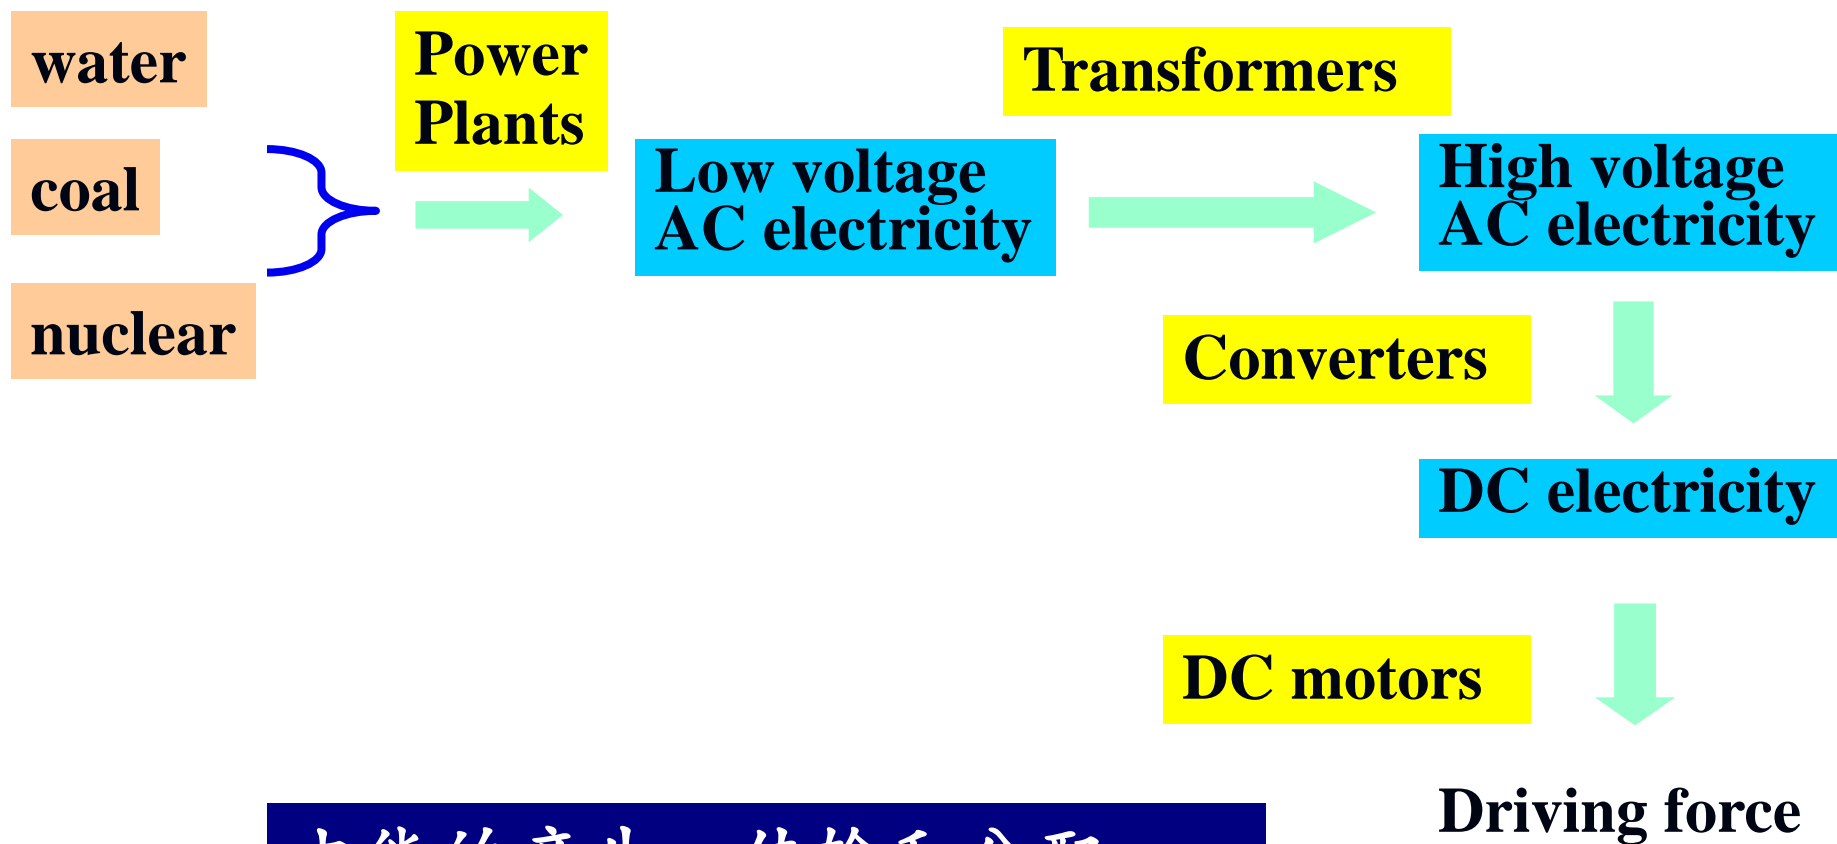 water
Power
Plants
Transformers
coal
Low voltage
AC electricity
High voltage
AC electricity
nuclear
Converters
DC electricity
DC motors
Driving force